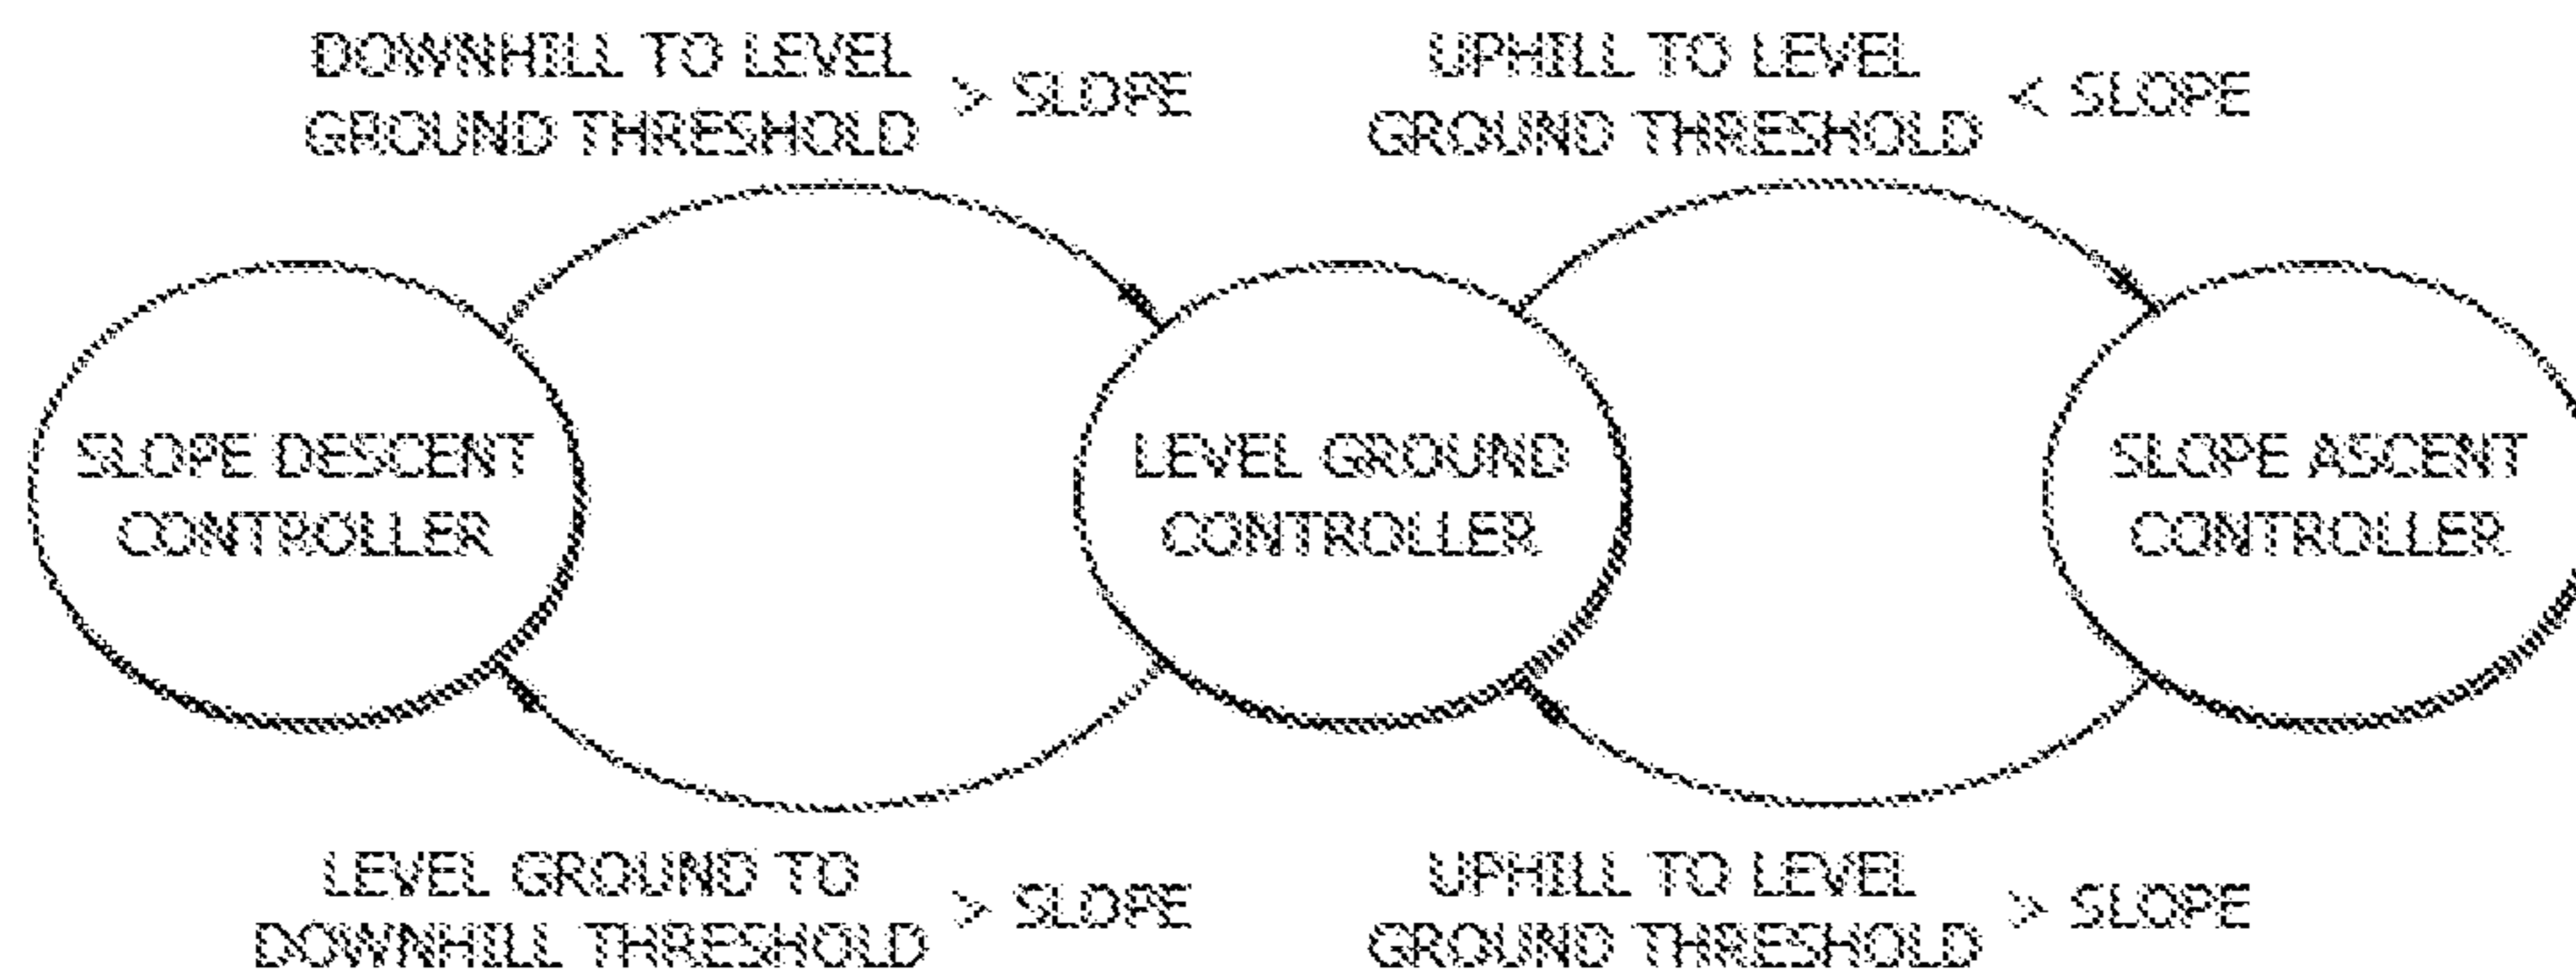 DOWNHILL TO LEVEL
GROUND THRESHOLD > SLOPE
UPHILL TO LEVEL
GROUND THRESHOLD < SLOPE
SLOPE DESCENT
CONTROLLER
LEVEL GROUND
CONTROLLER
SLOPE ASCENT
CONTROLLER
LEVEL GROUND TO
DOWNHILL THRESHOLD > SLOPE
UPHILL TO LEVEL
GROUND THRESHOLD > SLOPE